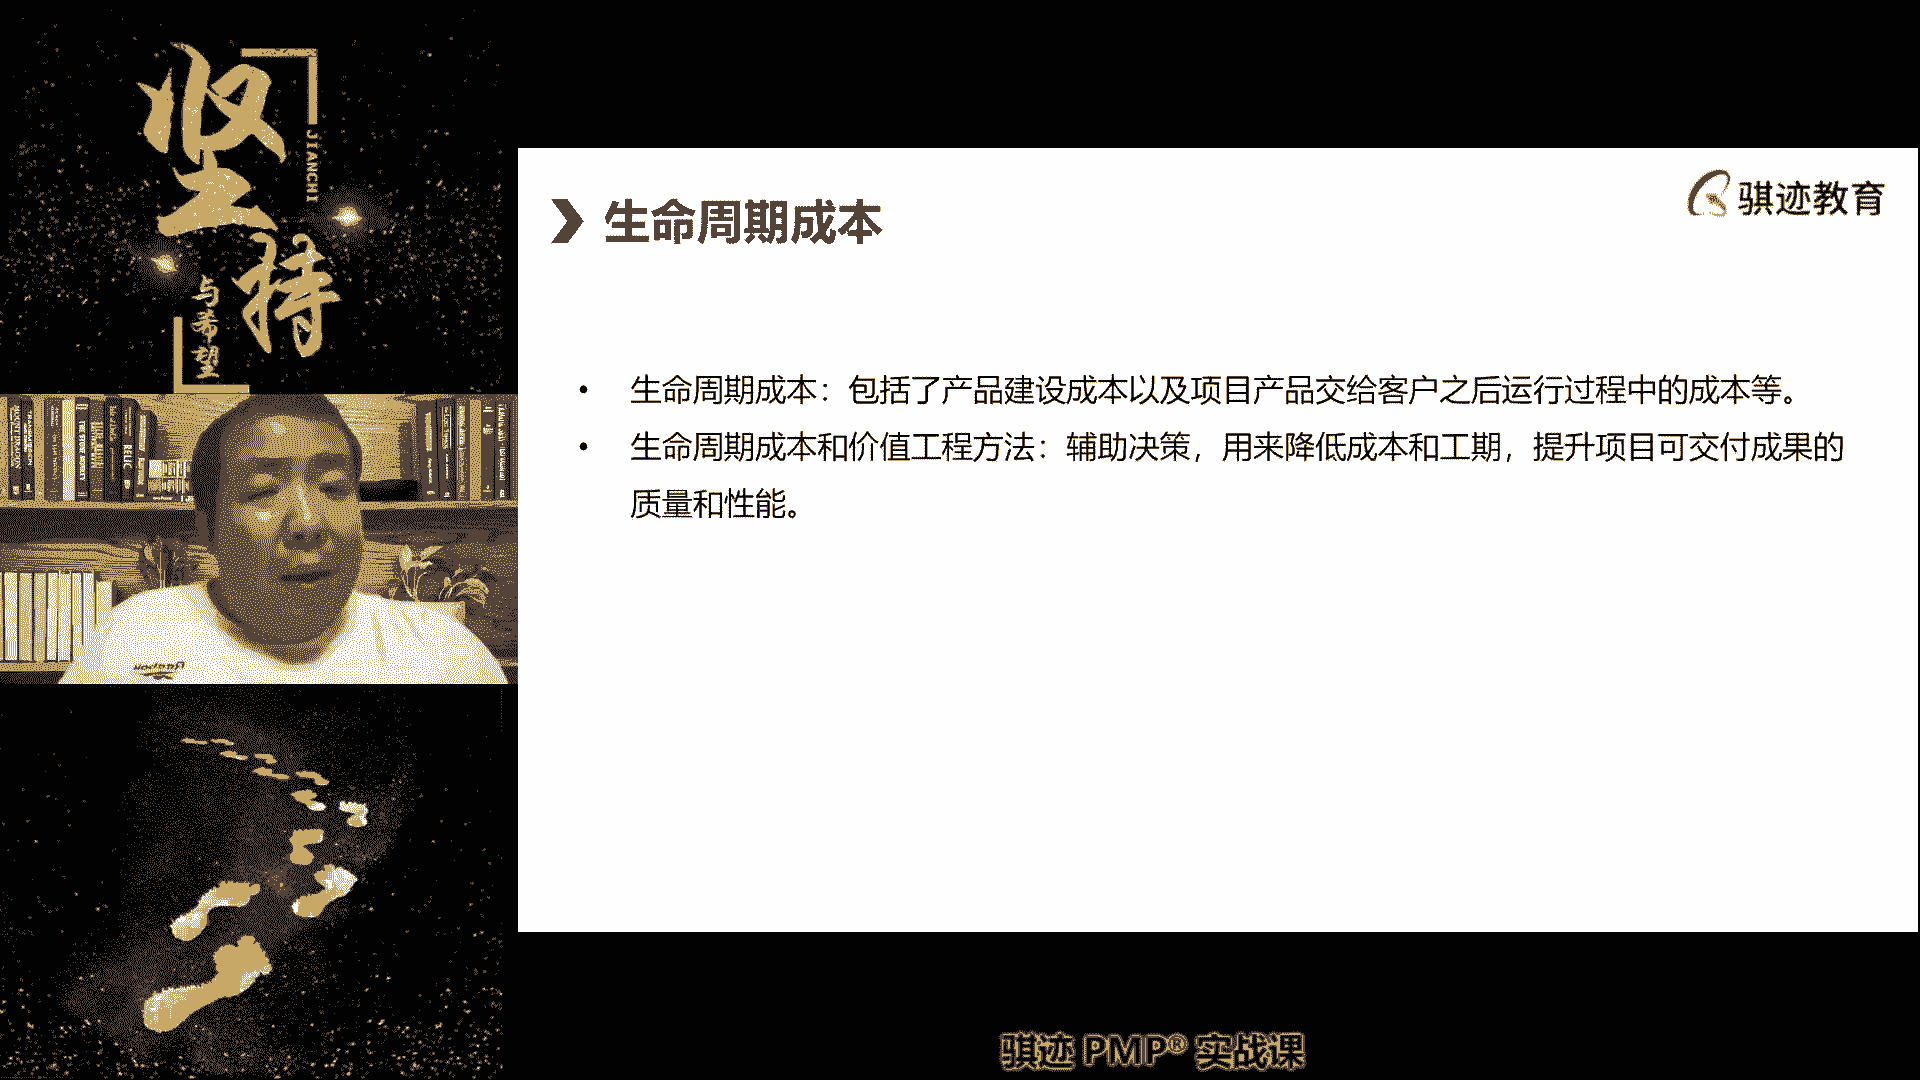 坚持
JIANCHI
与希望
骐迹教育
生命周期成本
• 生命周期成本：包括了产品建设成本以及项目产品交给客户之后运行过程中的成本等。
• 生命周期成本和价值工程方法：辅助决策，用来降低成本和工期，提升项目可交付成果的
质量和性能。
骐迹 PMP® 实战课